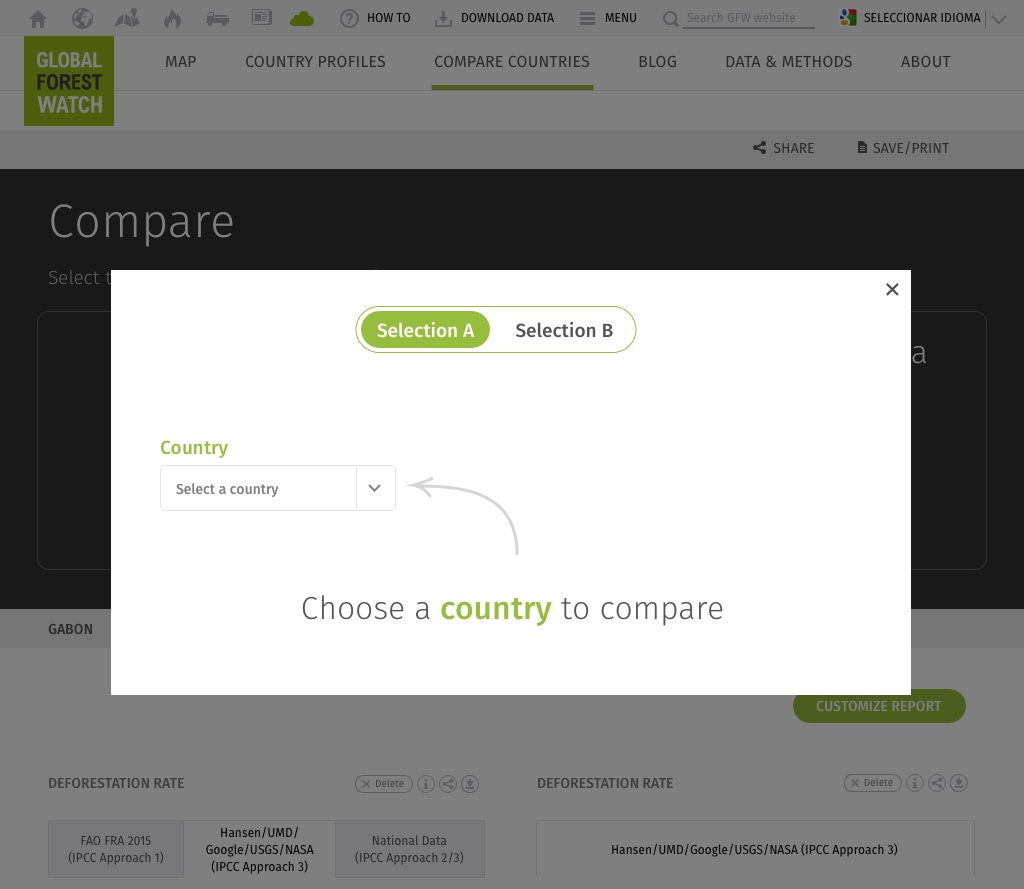 HOW TO
DOWNLOAD DATA
MENU
Search GFW website
SELECCIONAR IDIOMA
GLOBAL
FOREST
WATCH
MAP
COUNTRY PROFILES
COMPARE COUNTRIES
BLOG
DATA & METHODS
ABOUT
SHARE
SAVE/PRINT
Compare
Select
Selection A
Selection B
Country
Select a country
Choose a country to compare
GABON
CUSTOMIZE REPORT
DEFORESTATION RATE
Delete
DEFORESTATION RATE
Delete
FAO FRA 2015
(IPCC Approach 1)
Hansen/UMD/
Google/USGS/NASA
(IPCC Approach 3)
National Data
(IPCC Approach 2/3)
Hansen/UMD/Google/USGS/NASA (IPCC Approach 3)